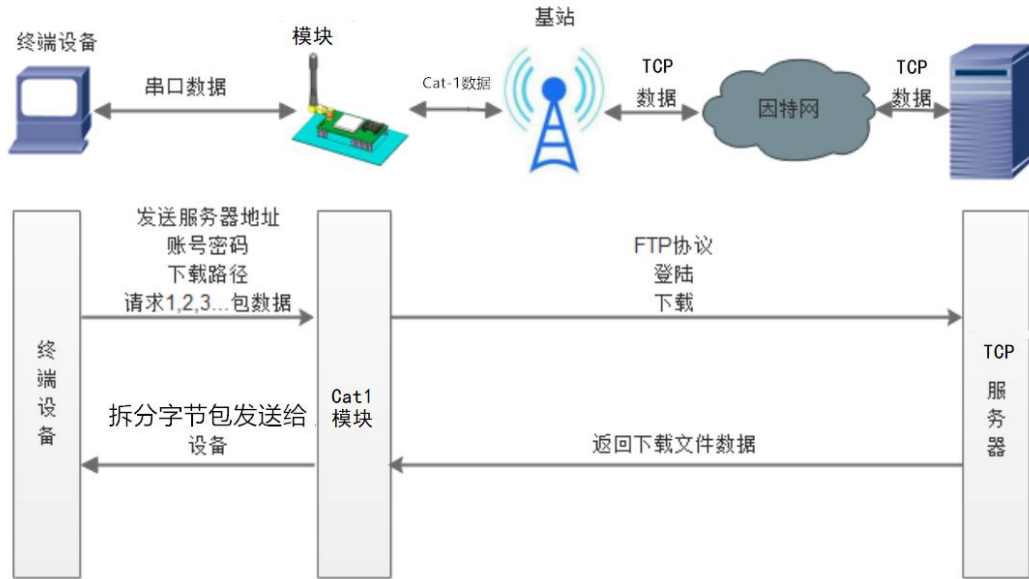 终端设备
模块
基站
串口数据
Cat-1数据
TCP
数据
因特网
TCP
数据
发送服务器地址
账号密码
下载路径
请求1,2,3...包数据
FTP协议
登陆
下载
终端设备
Cat1
模块
TCP
服务器
拆分字节包发送给
设备
返回下载文件数据